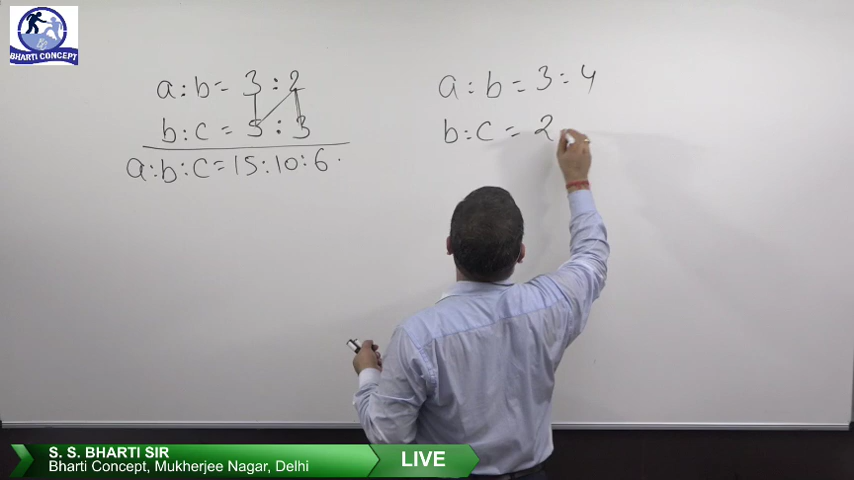 BHARTI CONCEPT
a : b = 3 : 2
b : c = 5 : 3
a : b : c = 15 : 10 : 6 .
a : b = 3 : 4
b : c = 2
S. S. BHARTI SIR
Bharti Concept, Mukherjee Nagar, Delhi
LIVE